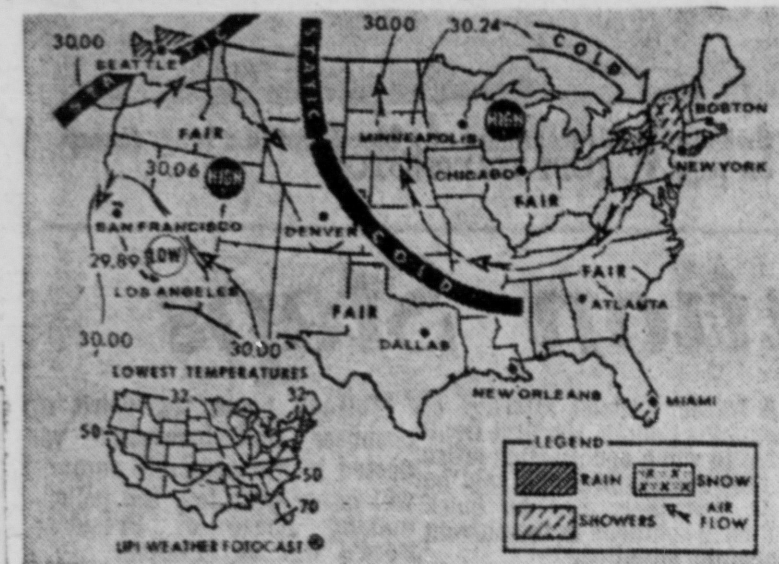 30.00
30.00
30.24
COLD
SEATTLE
STATIC
STATIC
HIGH
BOSTON
FAIR
MINNEAPOLIS
NEW YORK
30.06
HIGH
CHICAGO
FAIR
SAN FRANCISCO
DENVER
COLD
29.89
LOW
FAIR
LOS ANGELES
FAIR
ATLANTA
30.00
30.00
DALLAS
LOWEST TEMPERATURES
NEW ORLEANS
MIAMI
32
32
50
50
70
LEGEND
RAIN
SNOW
SHOWERS
AIR FLOW
UPI WEATHER FOTOCAST